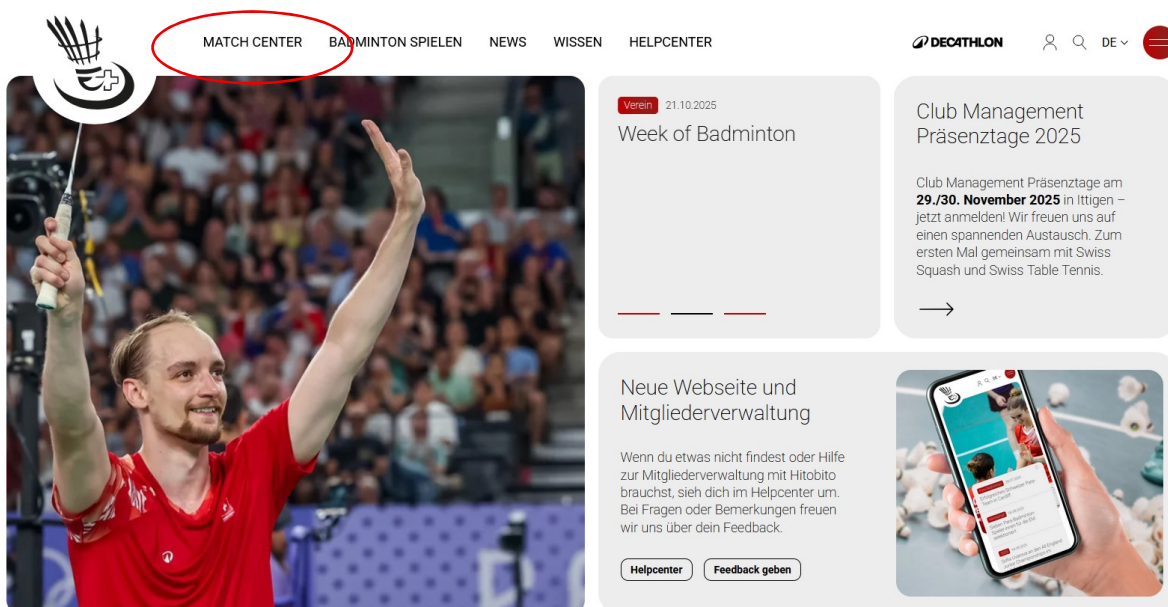 MATCH CENTER BADMINTON SPIELEN NEWS WISSEN HELPCENTER DECATHLON DE
Verein 21.10.2025
Week of Badminton
Club Management
Präsenztage 2025
Club Management Präsenztage am
29./30. November 2025 in Ittigen –
jetzt anmelden! Wir freuen uns auf
einen spannenden Austausch. Zum
ersten Mal gemeinsam mit Swiss
Squash und Swiss Table Tennis.
Neue Webseite und
Mitgliederverwaltung
Wenn du etwas nicht findest oder Hilfe
zur Mitgliederverwaltung mit Hitobito
brauchst, sieh dich im Helpcenter um.
Bei Fragen oder Bemerkungen freuen
wir uns über dein Feedback.
Helpcenter Feedback geben